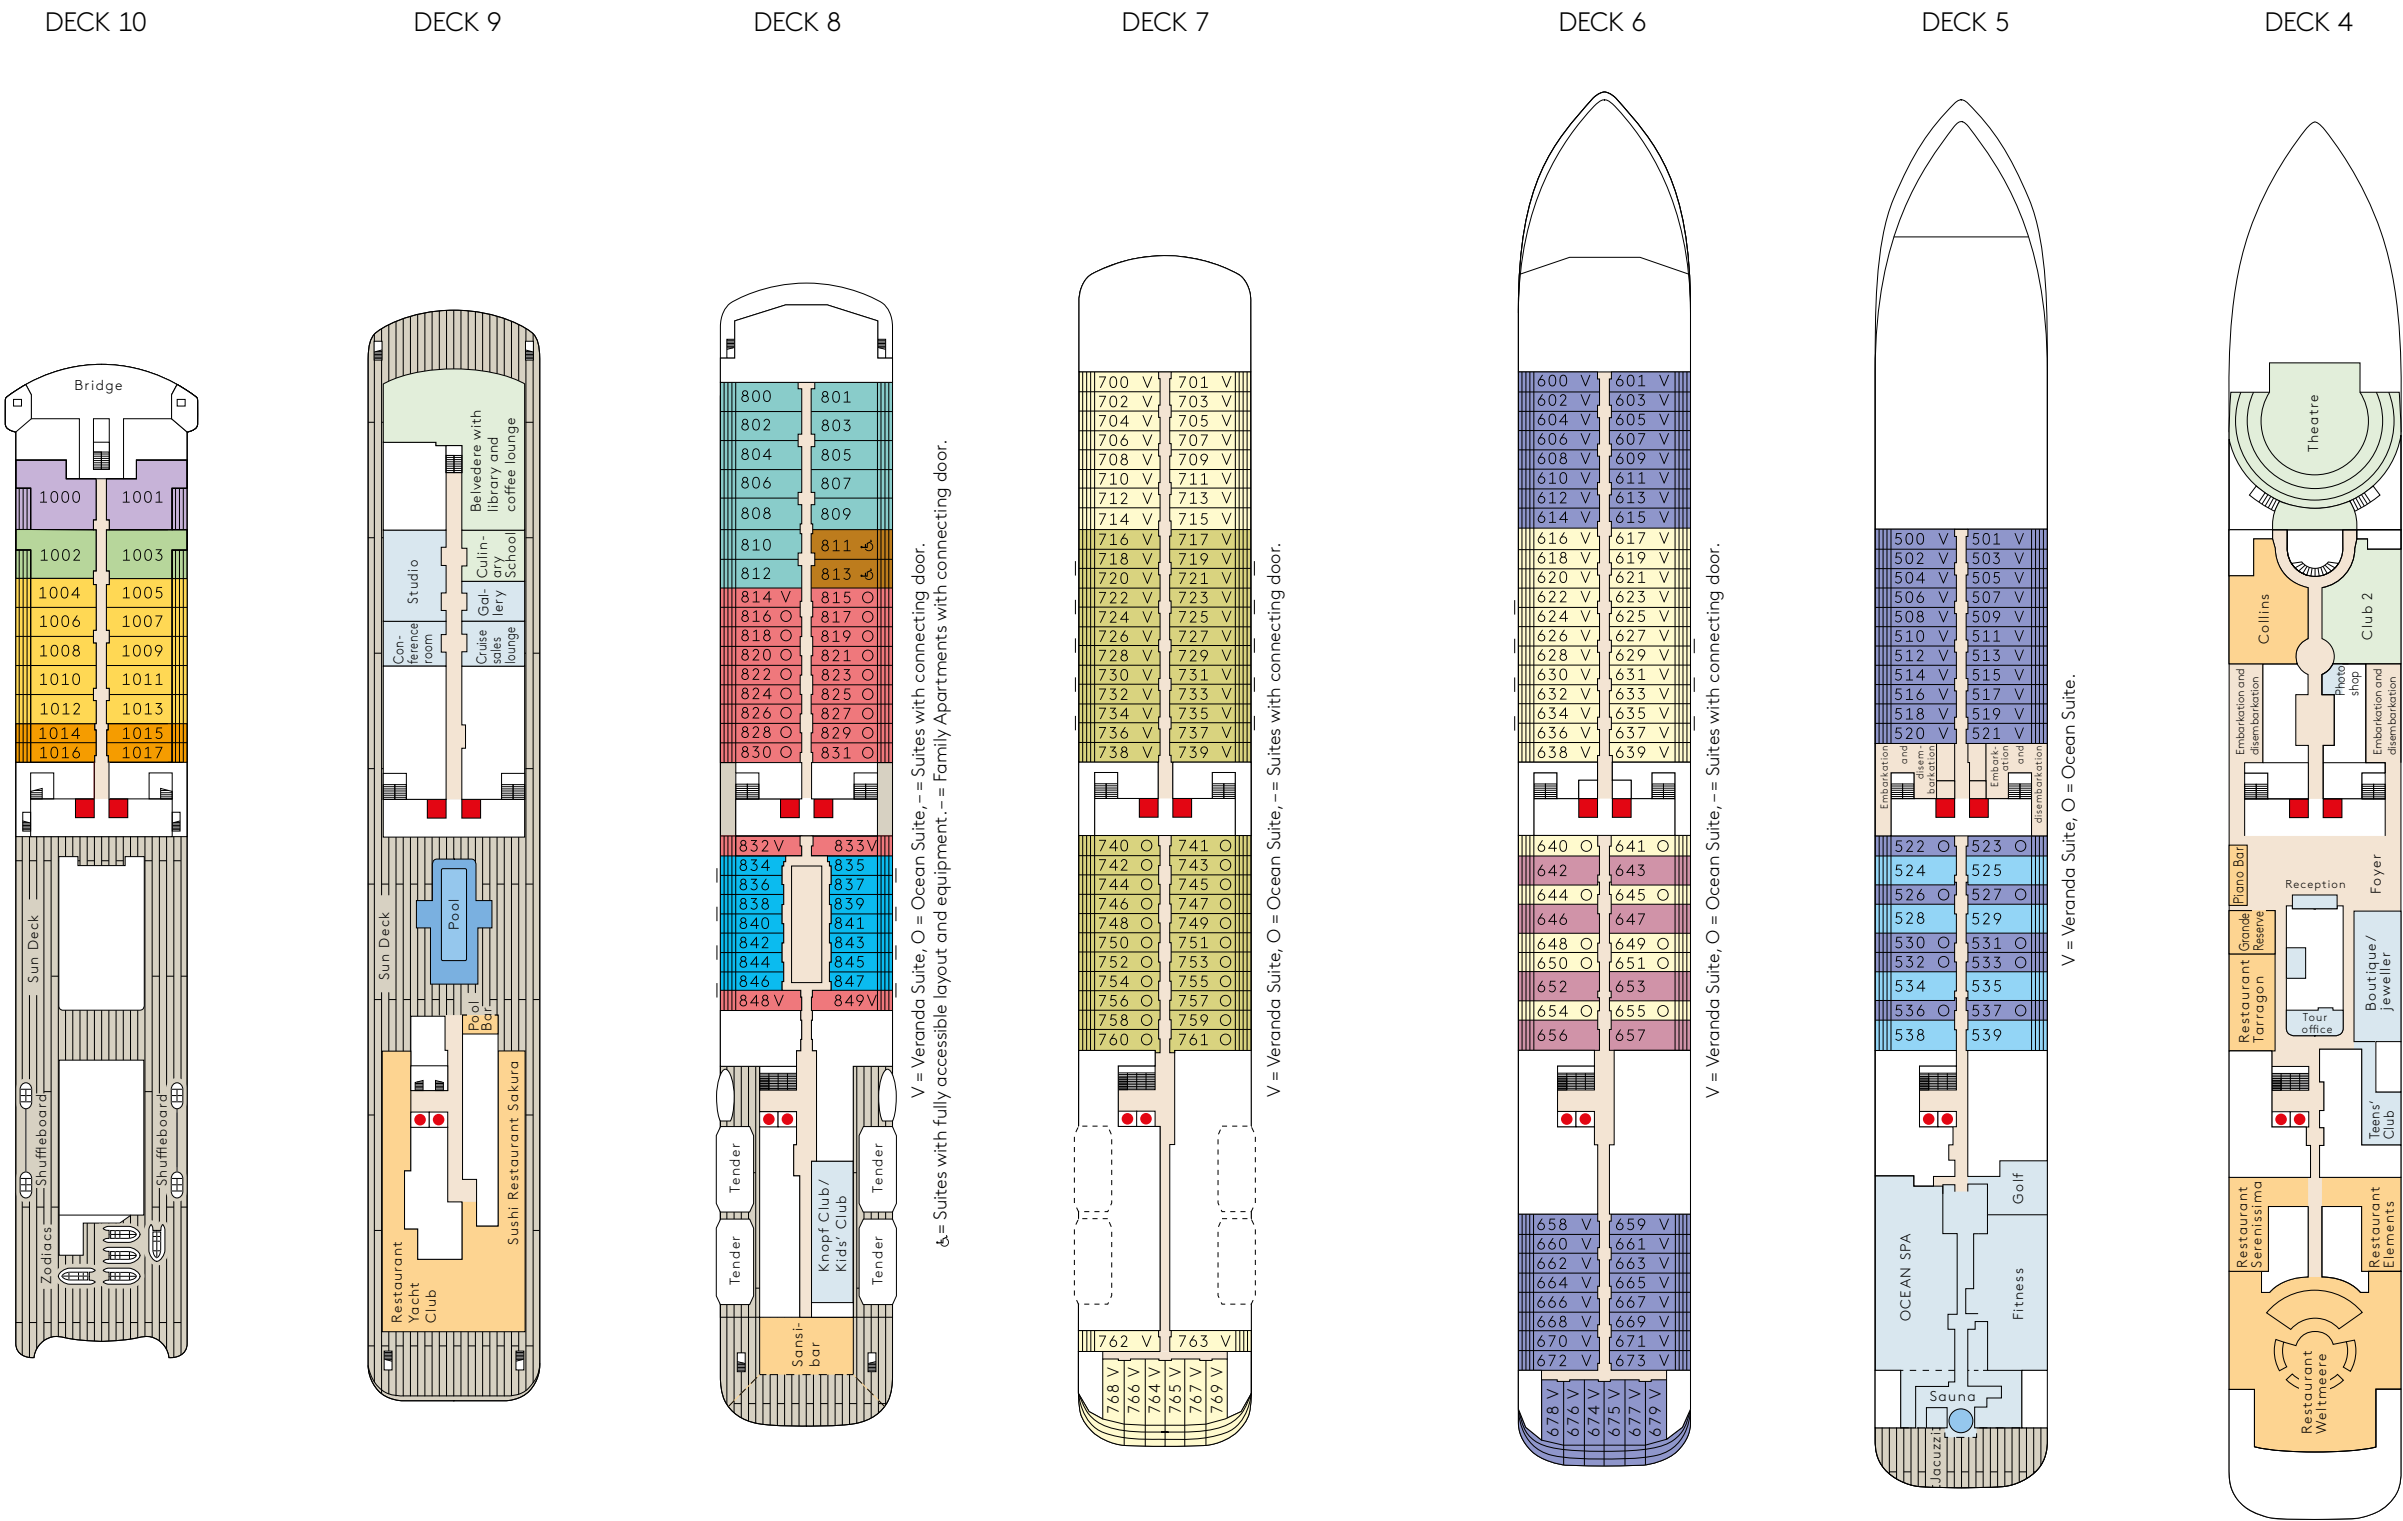 DECK 10
Bridge
1000 1001
1002 1003
1004 1005
1006 1007
1008 1009
1010 1011
1012 1013
1014 1015
1016 1017
Sun Deck
Shuffleboard
Shuffleboard
Zodiacs
DECK 9
Belvedere with
library and
coffee lounge
Studio
Culin-
ary
School
Gal-
lery
Con-
ference
room
Cruise
sales
lounge
Sun Deck
Pool
Pool
Bar
Sushi Restaurant Sakura
Restaurant
Yacht
Club
DECK 8
800 801
802 803
804 805
806 807
808 809
810 811
812 813
814 V 815 O
816 O 817 O
818 O 819 O
820 O 821 O
822 O 823 O
824 O 825 O
826 O 827 O
828 O 829 O
830 O 831 O
832 V 833 V
834 835
836 837
838 839
840 841
842 843
844 845
846 847
848 V 849 V
Tender
Tender
Tender
Tender
Knopf Club/
Kids' Club
Sansi-
bar
V = Veranda Suite, O = Ocean Suite, – = Suites with connecting door.
♿ = Suites with fully accessible layout and equipment. – = Family Apartments with connecting door.
DECK 7
700 V 701 V
702 V 703 V
704 V 705 V
706 V 707 V
708 V 709 V
710 V 711 V
712 V 713 V
714 V 715 V
716 V 717 V
718 V 719 V
720 V 721 V
722 V 723 V
724 V 725 V
726 V 727 V
728 V 729 V
730 V 731 V
732 V 733 V
734 V 735 V
736 V 737 V
738 V 739 V
740 O 741 O
742 O 743 O
744 O 745 O
746 O 747 O
748 O 749 O
750 O 751 O
752 O 753 O
754 O 755 O
756 O 757 O
758 O 759 O
760 O 761 O
762 V 763 V
768 V 766 V 764 V 765 V 767 V 769 V
V = Veranda Suite, O = Ocean Suite, – = Suites with connecting door.
DECK 6
600 V 601 V
602 V 603 V
604 V 605 V
606 V 607 V
608 V 609 V
610 V 611 V
612 V 613 V
614 V 615 V
616 V 617 V
618 V 619 V
620 V 621 V
622 V 623 V
624 V 625 V
626 V 627 V
628 V 629 V
630 V 631 V
632 V 633 V
634 V 635 V
636 V 637 V
638 V 639 V
640 O 641 O
642 643
644 O 645 O
646 647
648 O 649 O
650 O 651 O
652 653
654 O 655 O
656 657
658 V 659 V
660 V 661 V
662 V 663 V
664 V 665 V
666 V 667 V
668 V 669 V
670 V 671 V
672 V 673 V
678 V 676 V 674 V 675 V 677 V 679 V
V = Veranda Suite, O = Ocean Suite, – = Suites with connecting door.
DECK 5
500 V 501 V
502 V 503 V
504 V 505 V
506 V 507 V
508 V 509 V
510 V 511 V
512 V 513 V
514 V 515 V
516 V 517 V
518 V 519 V
520 V 521 V
Embarkation
and
disem-
barkation
Embark-
ation
and
disembarkation
522 O 523 O
524 525
526 O 527 O
528 529
530 O 531 O
532 O 533 O
534 535
536 O 537 O
538 539
Golf
OCEAN SPA
Fitness
Sauna
Jacuzzi
V = Veranda Suite, O = Ocean Suite.
DECK 4
Theatre
Collins
Club 2
Embarkation and
disembarkation
Photo
shop
Embarkation and
disembarkation
Piano Bar
Foyer
Reception
Grande
Reserve
Restaurant
Tarragon
Boutique/
jeweller
Tour
office
Teens'
Club
Restaurant
Serenissima
Restaurant
Elements
Restaurant
Weltmeere